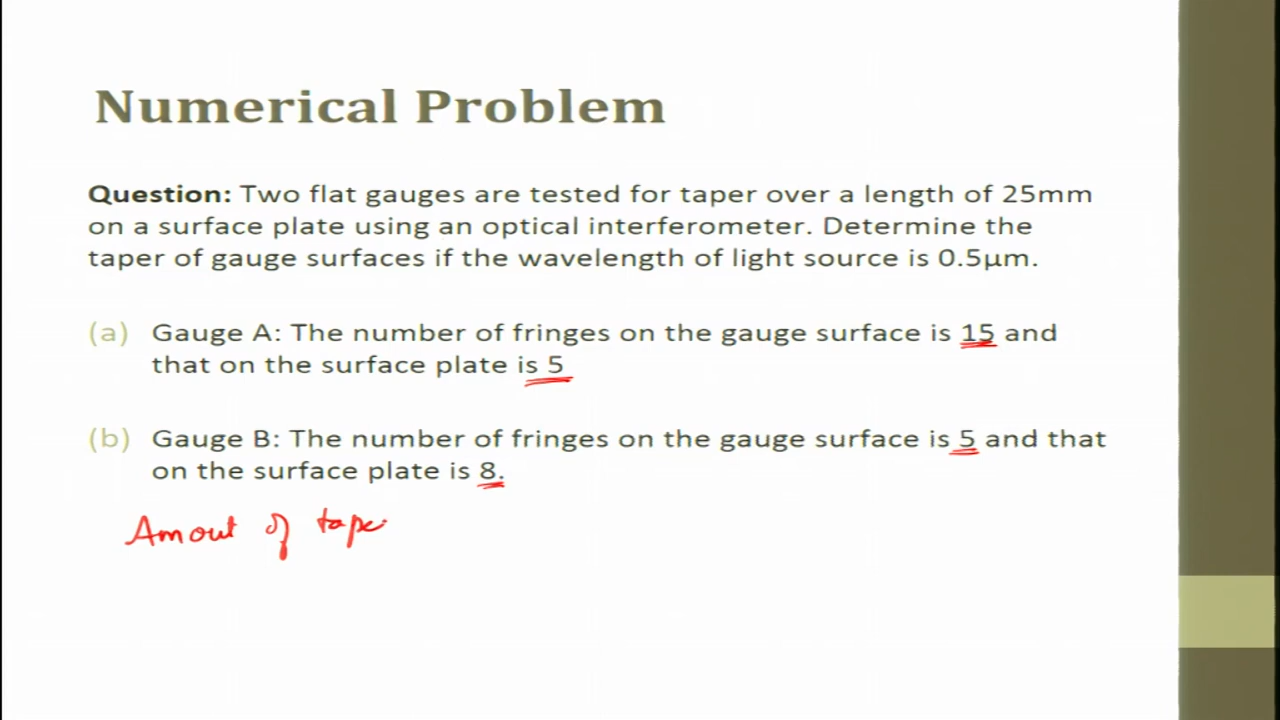 Numerical Problem
Question: Two flat gauges are tested for taper over a length of 25mm
on a surface plate using an optical interferometer. Determine the
taper of gauge surfaces if the wavelength of light source is 0.5μm.
(a) Gauge A: The number of fringes on the gauge surface is 15 and
that on the surface plate is 5
(b) Gauge B: The number of fringes on the gauge surface is 5 and that
on the surface plate is 8.
Amout of tape